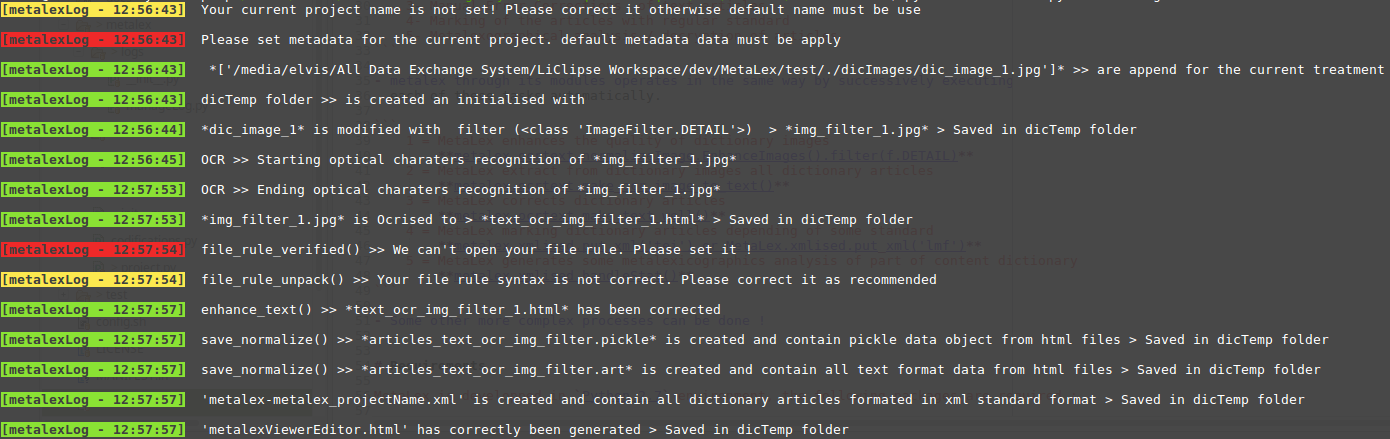 [metalexLog - 12:56:43] Your current project name is not set! Please correct it otherwise default name must be use
[metalexLog - 12:56:43] Please set metadata for the current project. default metadata data must be apply
[metalexLog - 12:56:43] *['/media/elvis/All Data Exchange System/LiClipse Workspace/dev/MetaLex/test/./dicImages/dic_image_1.jpg']* >> are append for the current treatment
[metalexLog - 12:56:43] dicTemp folder >> is created an initialised with
[metalexLog - 12:56:44] *dic_image_1* is modified with  filter (<class 'ImageFilter.DETAIL'>)  > *img_filter_1.jpg* > Saved in dicTemp folder
[metalexLog - 12:56:45] OCR >> Starting optical charaters recognition of *img_filter_1.jpg*
[metalexLog - 12:57:53] OCR >> Ending optical charaters recognition of *img_filter_1.jpg*
[metalexLog - 12:57:53] *img_filter_1.jpg* is Ocrised to > *text_ocr_img_filter_1.html* > Saved in dicTemp folder
[metalexLog - 12:57:54] file_rule_verified() >> We can't open your file rule. Please set it !
[metalexLog - 12:57:54] file_rule_unpack() >> Your file rule syntax is not correct. Please correct it as recommended
[metalexLog - 12:57:57] enhance_text() >> *text_ocr_img_filter_1.html* has been corrected
[metalexLog - 12:57:57] save_normalize() >> *articles_text_ocr_img_filter.pickle* is created and contain pickle data object from html files > Saved in dicTemp folder
[metalexLog - 12:57:57] save_normalize() >> *articles_text_ocr_img_filter.art* is created and contain all text format data from html files > Saved in dicTemp folder
[metalexLog - 12:57:57] 'metalex-metalex_projectName.xml' is created and contain all dictionary articles formated in xml standard format > Saved in dicTemp folder
[metalexLog - 12:57:57] 'metalexViewerEditor.html' has correctly been generated > Saved in dicTemp folder